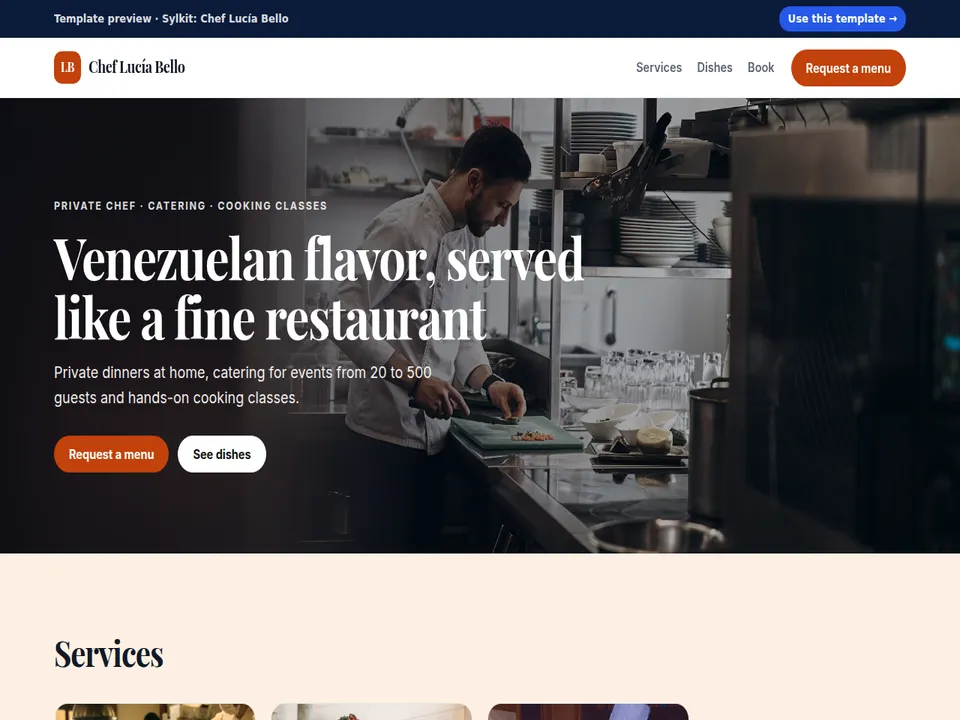 Template preview · Sylkit: Chef Lucía Bello
Use this template →
LB
Chef Lucía Bello
Services
Dishes
Book
Request a menu
PRIVATE CHEF · CATERING · COOKING CLASSES
Venezuelan flavor, served
like a fine restaurant
Private dinners at home, catering for events from 20 to 500
guests and hands-on cooking classes.
Request a menu
See dishes
Services